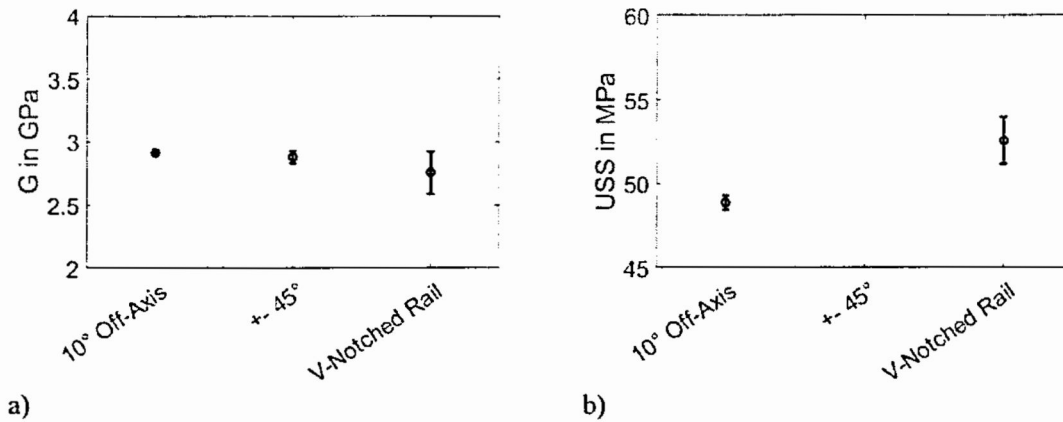 4
3.5
3
2.5
2
G in GPa
10° Off-Axis
+- 45°
V-Notched Rail
a)
60
55
50
45
USS in MPa
10° Off-Axis
+- 45°
V-Notched Rail
b)